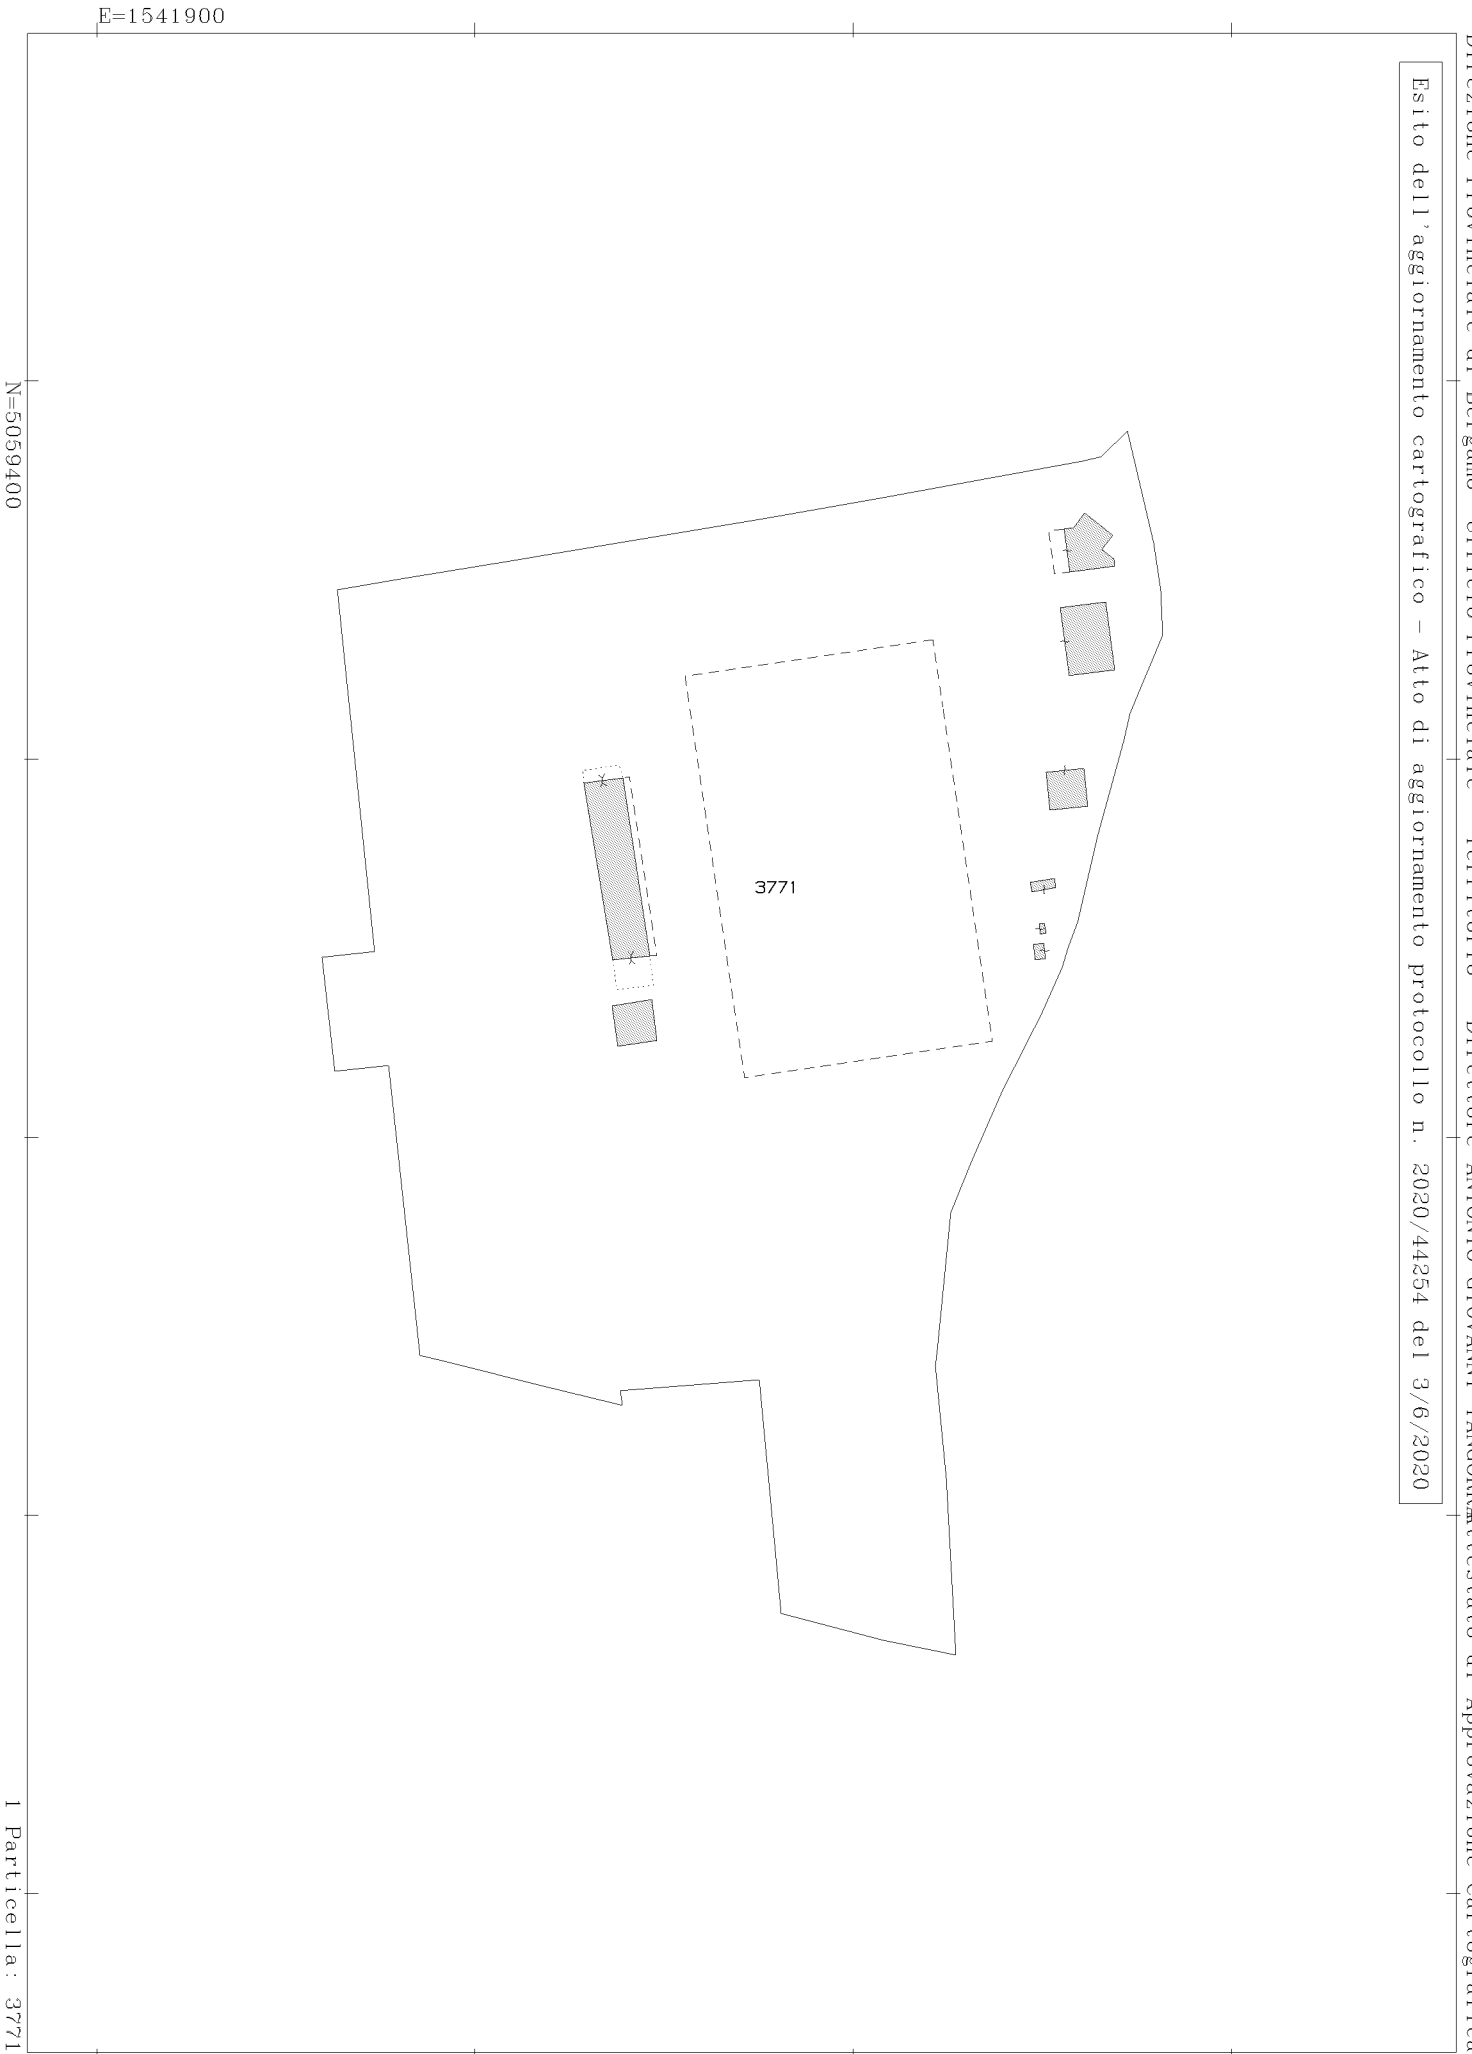 E=1541900
Esito dell'aggiornamento cartografico - Atto di aggiornamento protocollo n. 2020/44254 del 3/6/2020
N=5059400
3771
1 Particella: 3771